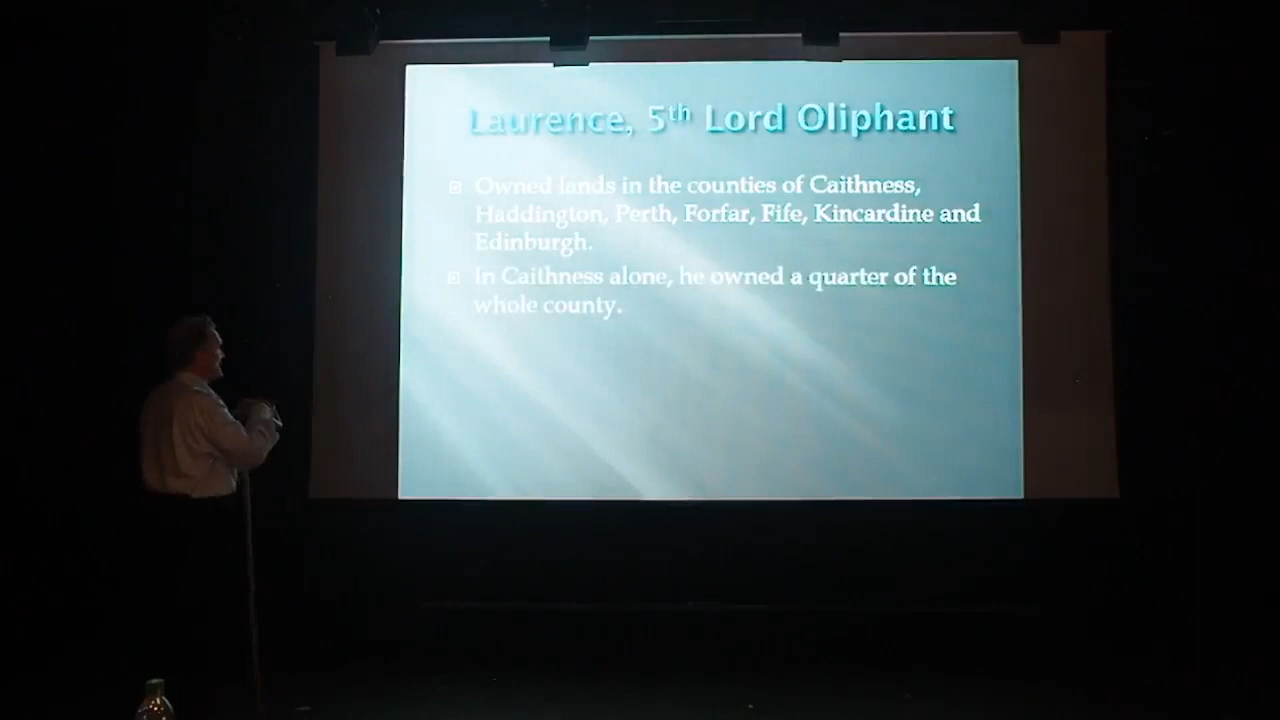 Laurence, 5th Lord Oliphant
Owned lands in the counties of Caithness,
Haddington, Perth, Forfar, Fife, Kincardine and
Edinburgh.
In Caithness alone, he owned a quarter of the
whole county.